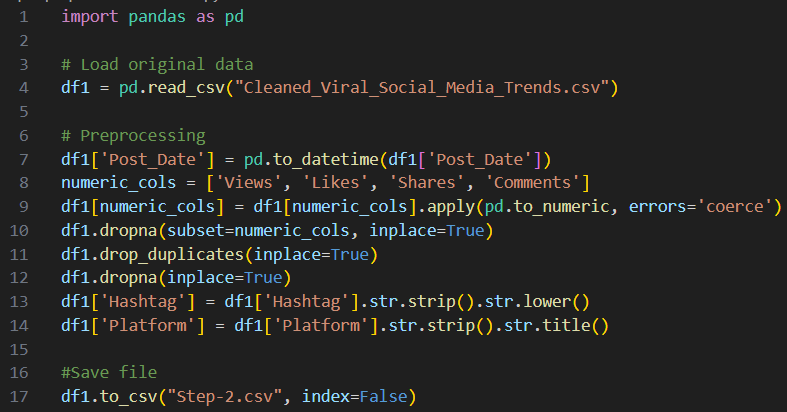 1 import pandas as pd
2
3 # Load original data
4 df1 = pd.read_csv("Cleaned_Viral_Social_Media_Trends.csv")
5
6 # Preprocessing
7 df1['Post_Date'] = pd.to_datetime(df1['Post_Date'])
8 numeric_cols = ['Views', 'Likes', 'Shares', 'Comments']
9 df1[numeric_cols] = df1[numeric_cols].apply(pd.to_numeric, errors='coerce')
10 df1.dropna(subset=numeric_cols, inplace=True)
11 df1.drop_duplicates(inplace=True)
12 df1.dropna(inplace=True)
13 df1['Hashtag'] = df1['Hashtag'].str.strip().str.lower()
14 df1['Platform'] = df1['Platform'].str.strip().str.title()
15
16 #Save file
17 df1.to_csv("Step-2.csv", index=False)